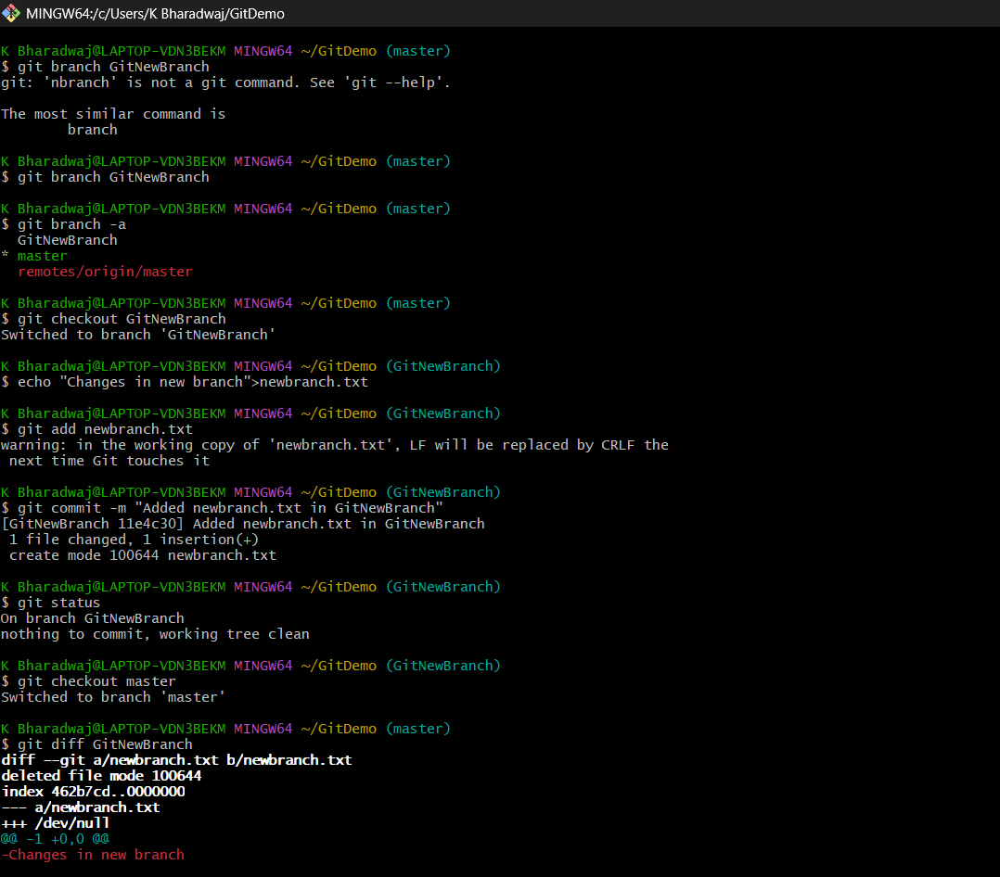 MINGW64:/c/Users/K Bharadwaj/GitDemo
K Bharadwaj@LAPTOP-VDN3BEKM MINGW64 ~/GitDemo (master)
$ git branch GitNewBranch
git: 'nbranch' is not a git command. See 'git --help'.
The most similar command is
        branch
K Bharadwaj@LAPTOP-VDN3BEKM MINGW64 ~/GitDemo (master)
$ git branch GitNewBranch
K Bharadwaj@LAPTOP-VDN3BEKM MINGW64 ~/GitDemo (master)
$ git branch -a
  GitNewBranch
* master
  remotes/origin/master
K Bharadwaj@LAPTOP-VDN3BEKM MINGW64 ~/GitDemo (master)
$ git checkout GitNewBranch
Switched to branch 'GitNewBranch'
K Bharadwaj@LAPTOP-VDN3BEKM MINGW64 ~/GitDemo (GitNewBranch)
$ echo "Changes in new branch">newbranch.txt
K Bharadwaj@LAPTOP-VDN3BEKM MINGW64 ~/GitDemo (GitNewBranch)
$ git add newbranch.txt
warning: in the working copy of 'newbranch.txt', LF will be replaced by CRLF the
 next time Git touches it
K Bharadwaj@LAPTOP-VDN3BEKM MINGW64 ~/GitDemo (GitNewBranch)
$ git commit -m "Added newbranch.txt in GitNewBranch"
[GitNewBranch 11e4c30] Added newbranch.txt in GitNewBranch
 1 file changed, 1 insertion(+)
 create mode 100644 newbranch.txt
K Bharadwaj@LAPTOP-VDN3BEKM MINGW64 ~/GitDemo (GitNewBranch)
$ git status
On branch GitNewBranch
nothing to commit, working tree clean
K Bharadwaj@LAPTOP-VDN3BEKM MINGW64 ~/GitDemo (GitNewBranch)
$ git checkout master
Switched to branch 'master'
K Bharadwaj@LAPTOP-VDN3BEKM MINGW64 ~/GitDemo (master)
$ git diff GitNewBranch
diff --git a/newbranch.txt b/newbranch.txt
deleted file mode 100644
index 462b7cd..0000000
--- a/newbranch.txt
+++ /dev/null
@@ -1 +0,0 @@
-Changes in new branch